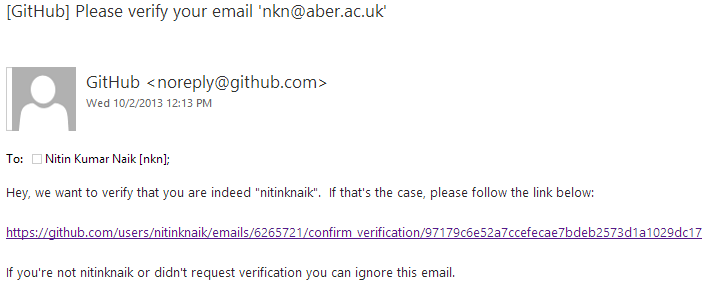 [GitHub] Please verify your email 'nkn@aber.ac.uk'
GitHub <noreply@github.com>
Wed 10/2/2013 12:13 PM
To: Nitin Kumar Naik [nkn];
Hey, we want to verify that you are indeed "nitinknaik". If that's the case, please follow the link below:
https://github.com/users/nitinknaik/emails/6265721/confirm_verification/97179c6e52a7ccefecae7bdeb2573d1a1029dc17
If you're not nitinknaik or didn't request verification you can ignore this email.